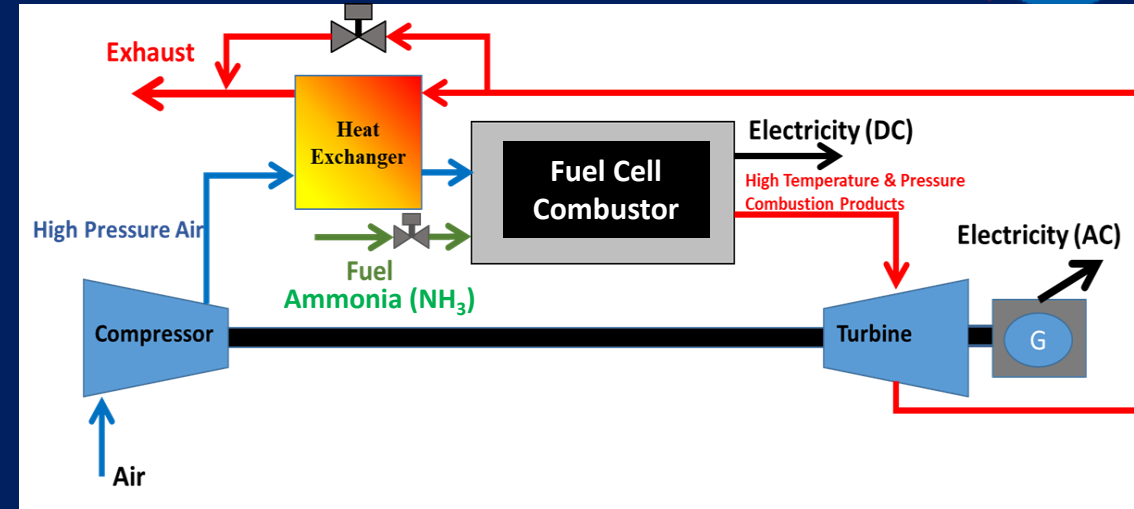 Exhaust
Heat
Exchanger
Fuel Cell
Combustor
Electricity (DC)
High Temperature & Pressure
Combustion Products
High Pressure Air
Electricity (AC)
Fuel
Ammonia (NH₃)
Compressor
Turbine
G
Air